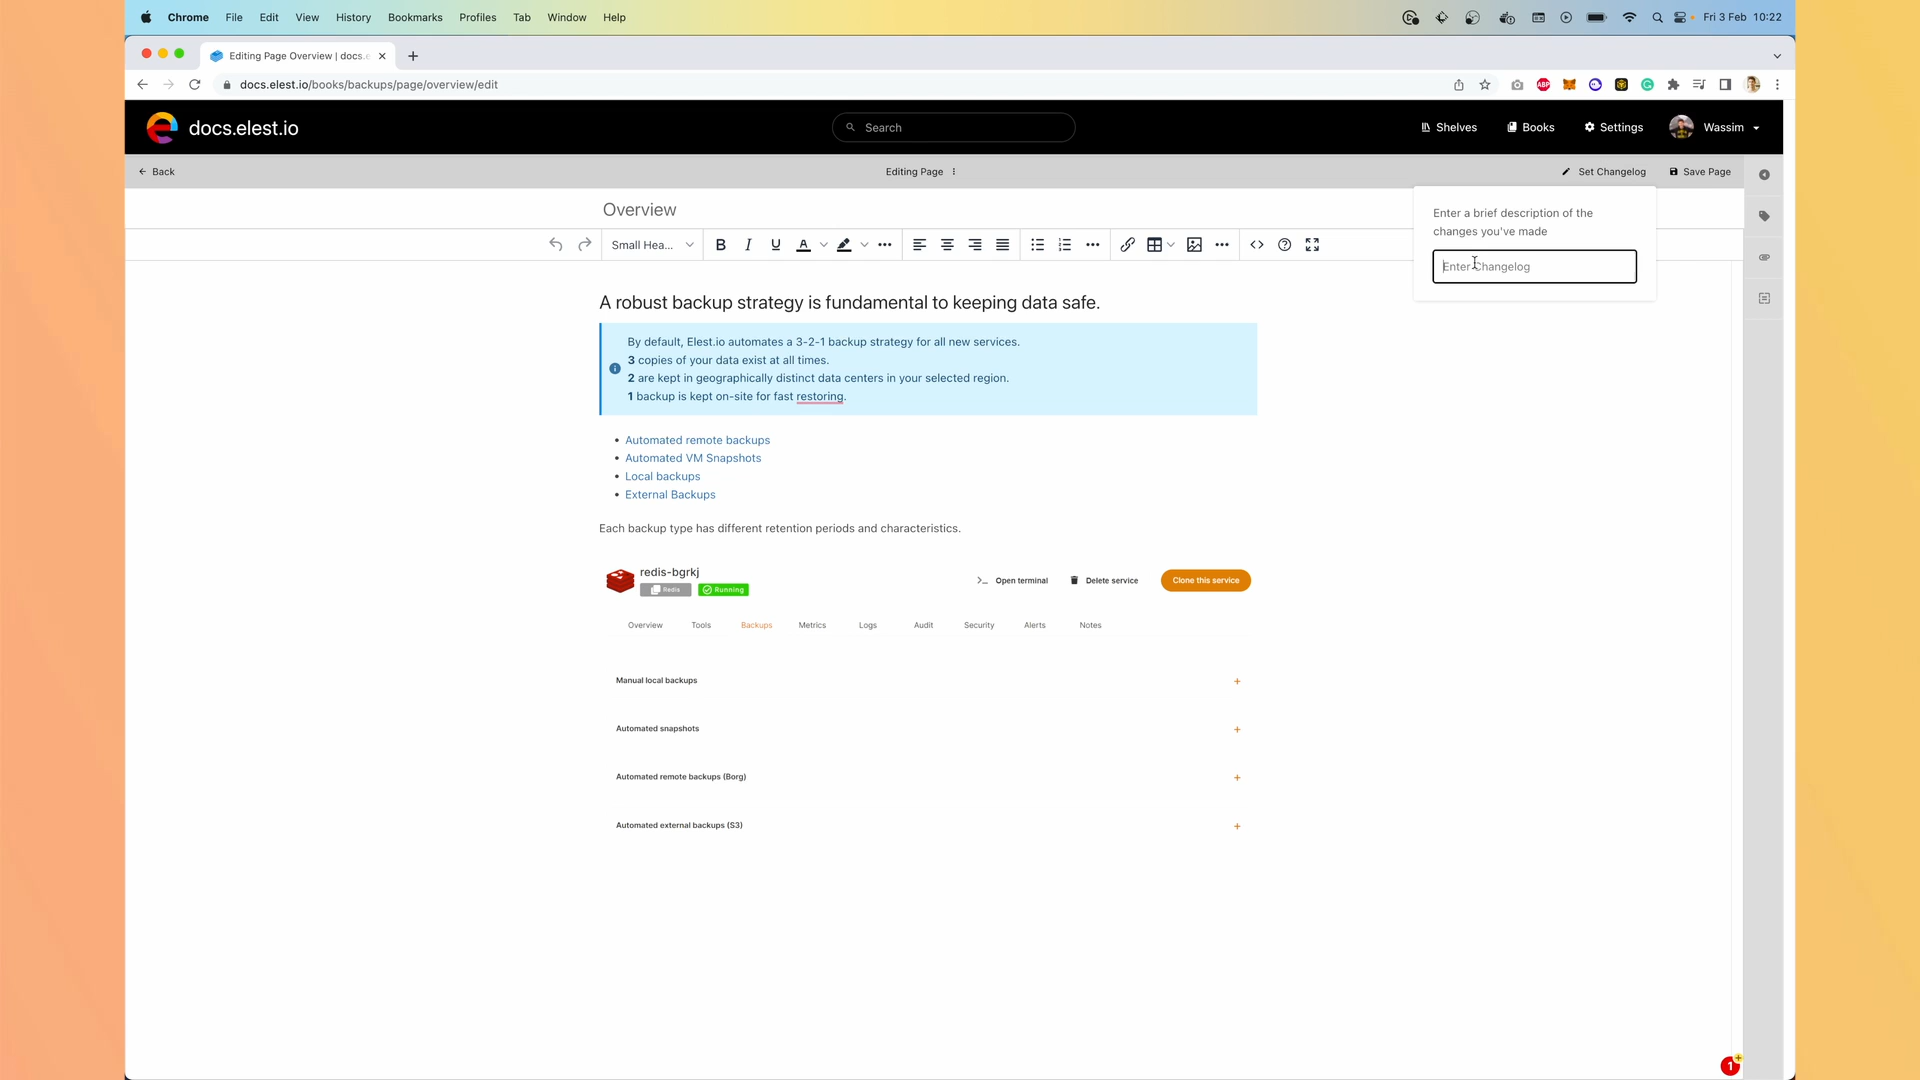 Chrome File Edit View History Bookmarks Profiles Tab Window Help Fri 3 Feb 10:22
Editing Page Overview | docs.e
docs.elest.io/books/backups/page/overview/edit ABP
docs.elest.io Search Shelves Books Settings Wassim
Back Editing Page Set Changelog Save Page
Overview
Enter a brief description of the
changes you've made
Small Hea... B I U A
Enter Changelog
A robust backup strategy is fundamental to keeping data safe.
By default, Elest.io automates a 3-2-1 backup strategy for all new services.
3 copies of your data exist at all times.
2 are kept in geographically distinct data centers in your selected region.
1 backup is kept on-site for fast restoring.
Automated remote backups
Automated VM Snapshots
Local backups
External Backups
Each backup type has different retention periods and characteristics.
redis-bgrkj
Redis Running
Open terminal Delete service Clone this service
Overview Tools Backups Metrics Logs Audit Security Alerts Notes
Manual local backups +
Automated snapshots +
Automated remote backups (Borg) +
Automated external backups (S3) +
1